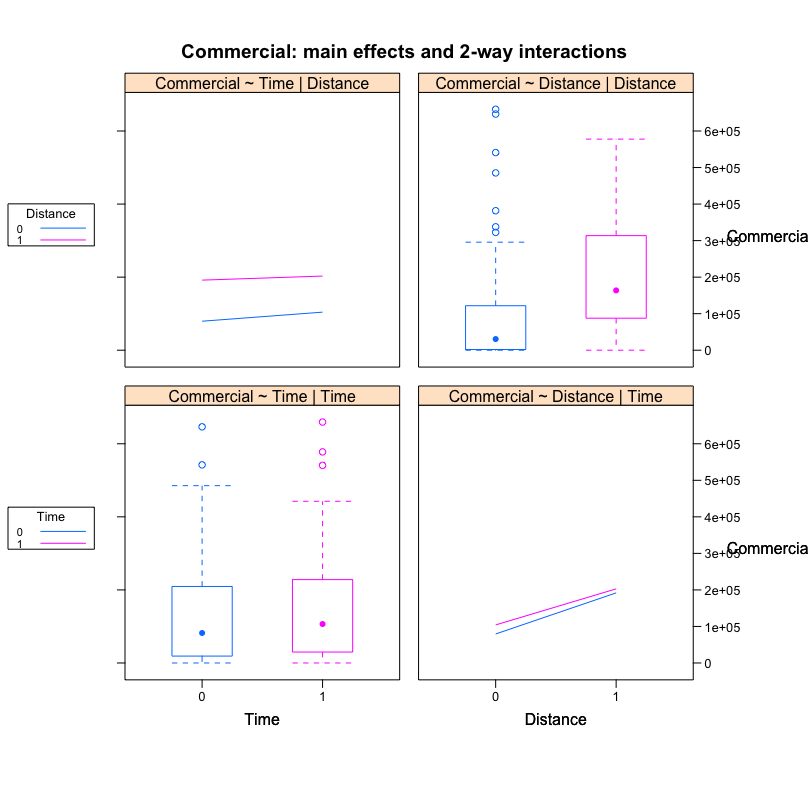 Commercial: main effects and 2-way interactions
Commercial ~ Time | Distance
Commercial ~ Distance | Distance
Distance
0
1
6e+05
5e+05
4e+05
3e+05
2e+05
1e+05
0
Commercia
Commercial ~ Time | Time
Commercial ~ Distance | Time
Time
0
1
6e+05
5e+05
4e+05
3e+05
2e+05
1e+05
0
Commercia
0 1
0 1
Time
Distance